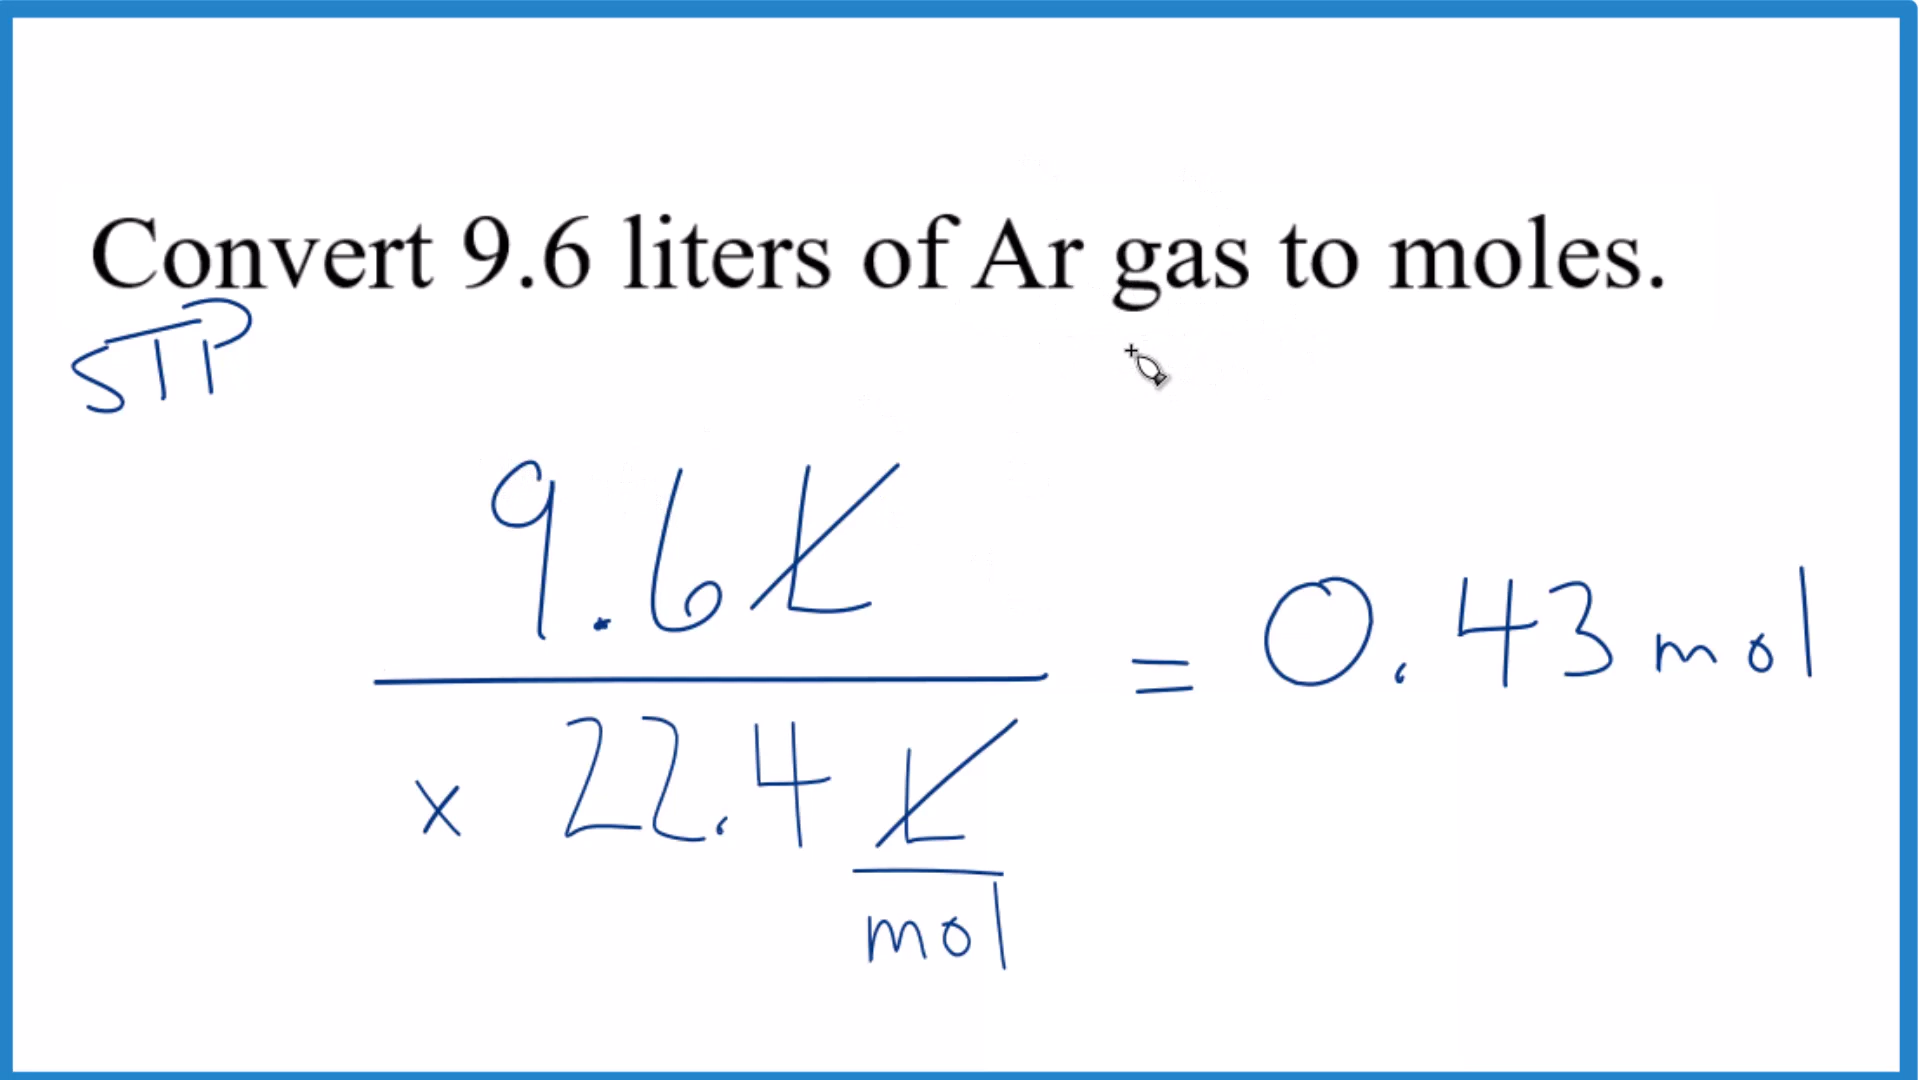 Convert 9.6 liters of Ar gas to moles.
STP
9.6 L
= 0.43 mol
x 22.4 L
mol